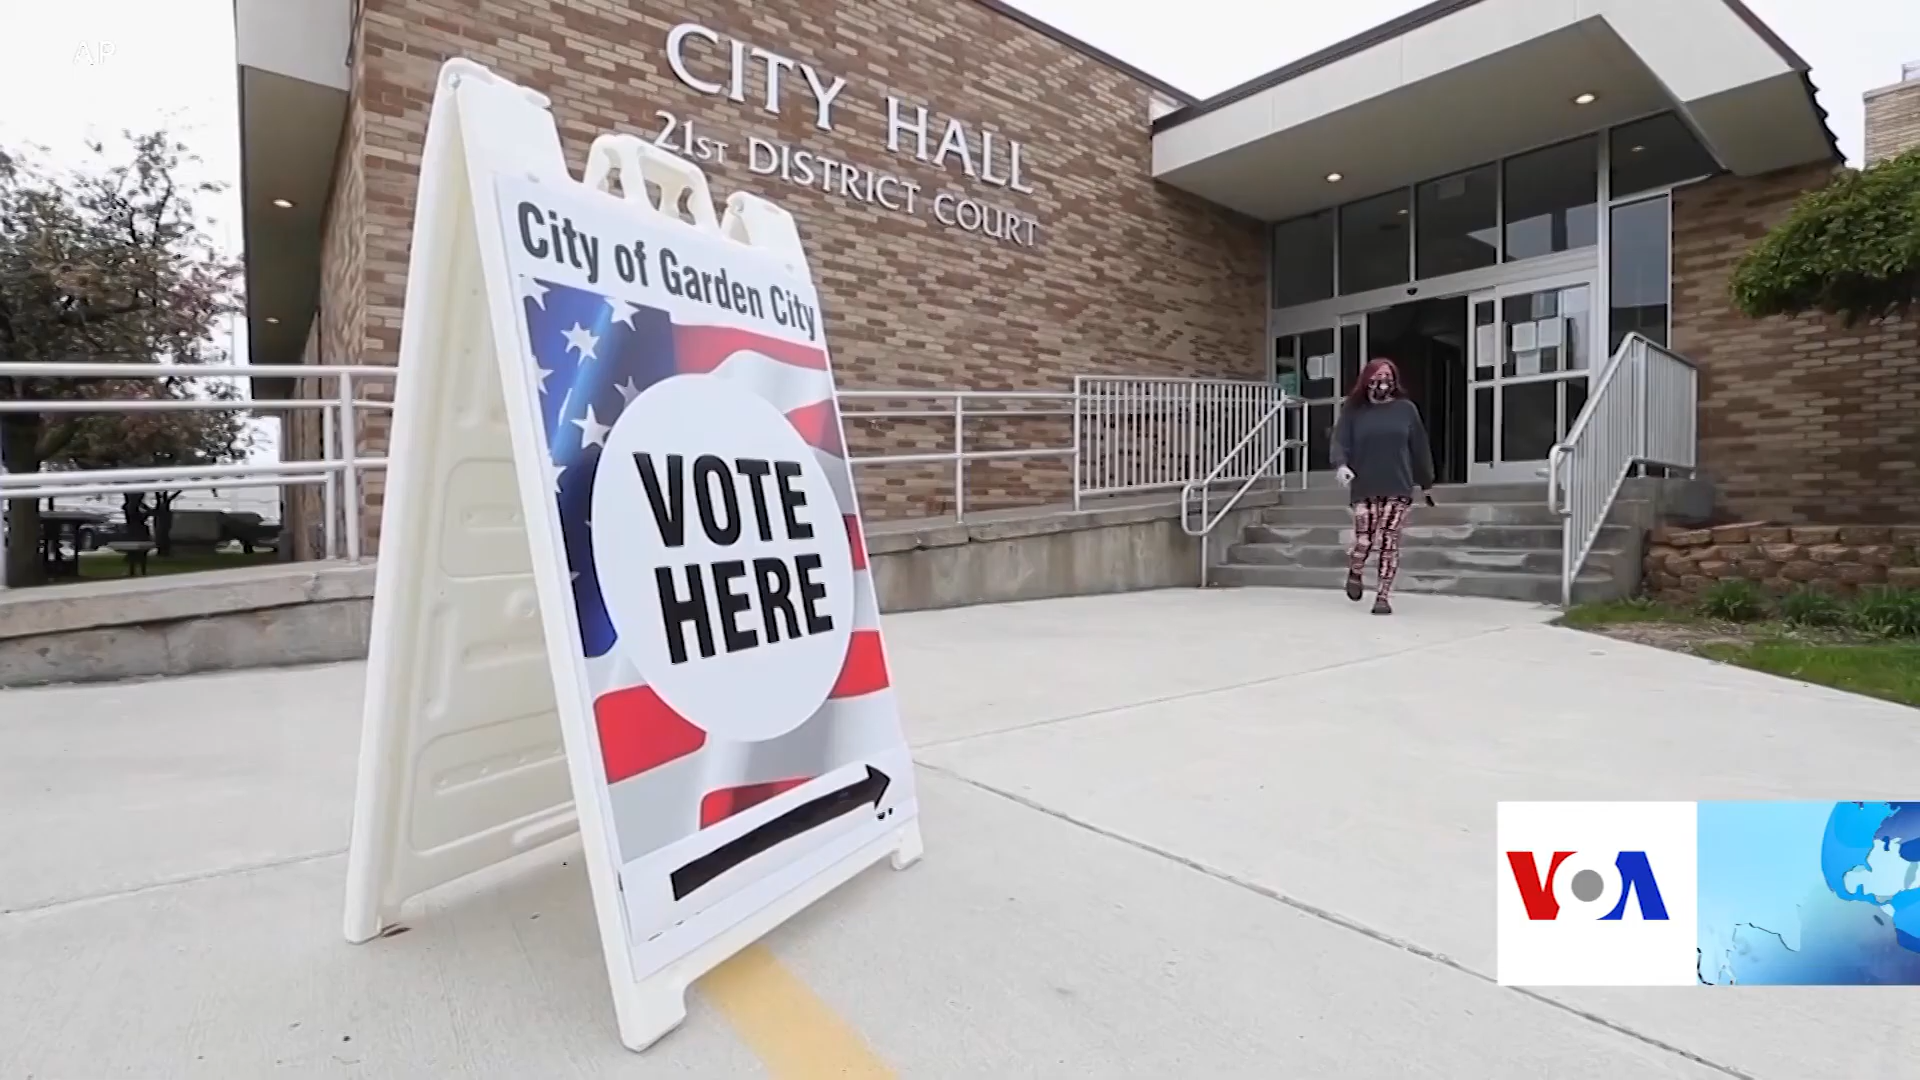 AP
CITY HALL
21ST DISTRICT COURT
City of Garden City
VOTE
HERE
VOA